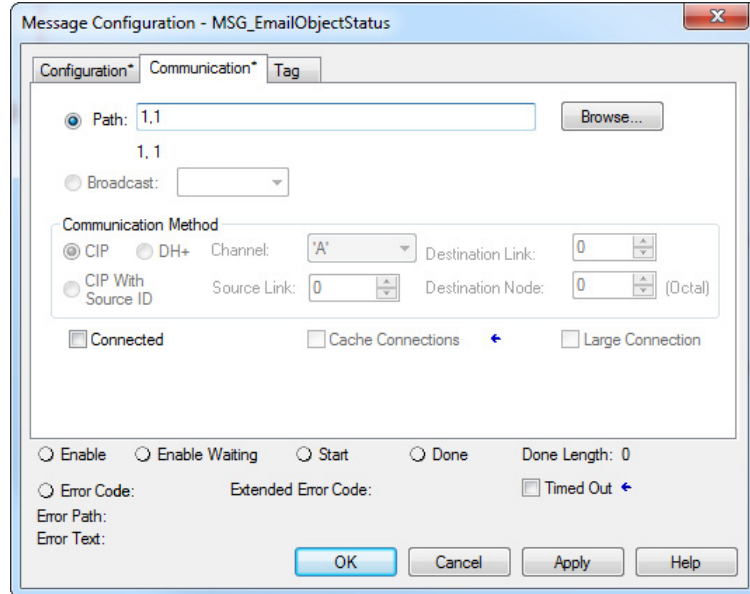 Message Configuration - MSG_EmailObjectStatus
Configuration* Communication* Tag
Path: 1,1 Browse...
1, 1
Broadcast:
Communication Method
CIP DH+ Channel: 'A' Destination Link: 0
CIP With Source ID Source Link: 0 Destination Node: 0 (Octal)
Connected Cache Connections Large Connection
Enable Enable Waiting Start Done Done Length: 0
Error Code: Extended Error Code: Timed Out
Error Path:
Error Text:
OK Cancel Apply Help